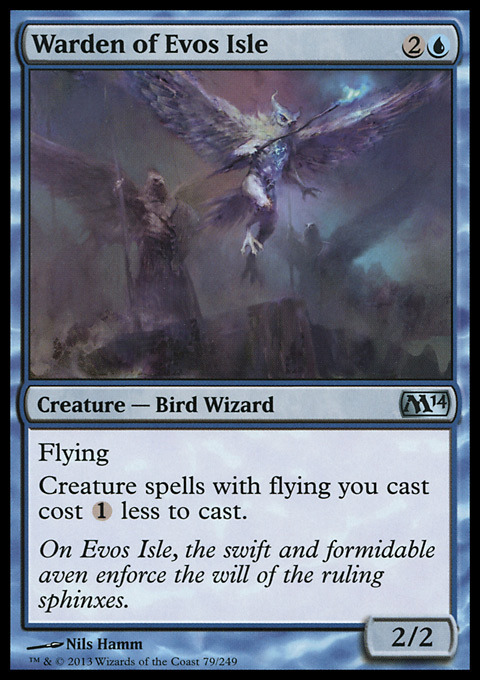 Warden of Evos Isle 2
Creature — Bird Wizard M14
Flying
Creature spells with flying you cast
cost 1 less to cast.
On Evos Isle, the swift and formidable
aven enforce the will of the ruling
sphinxes.
2/2
Nils Hamm
™ & © 2013 Wizards of the Coast 79/249